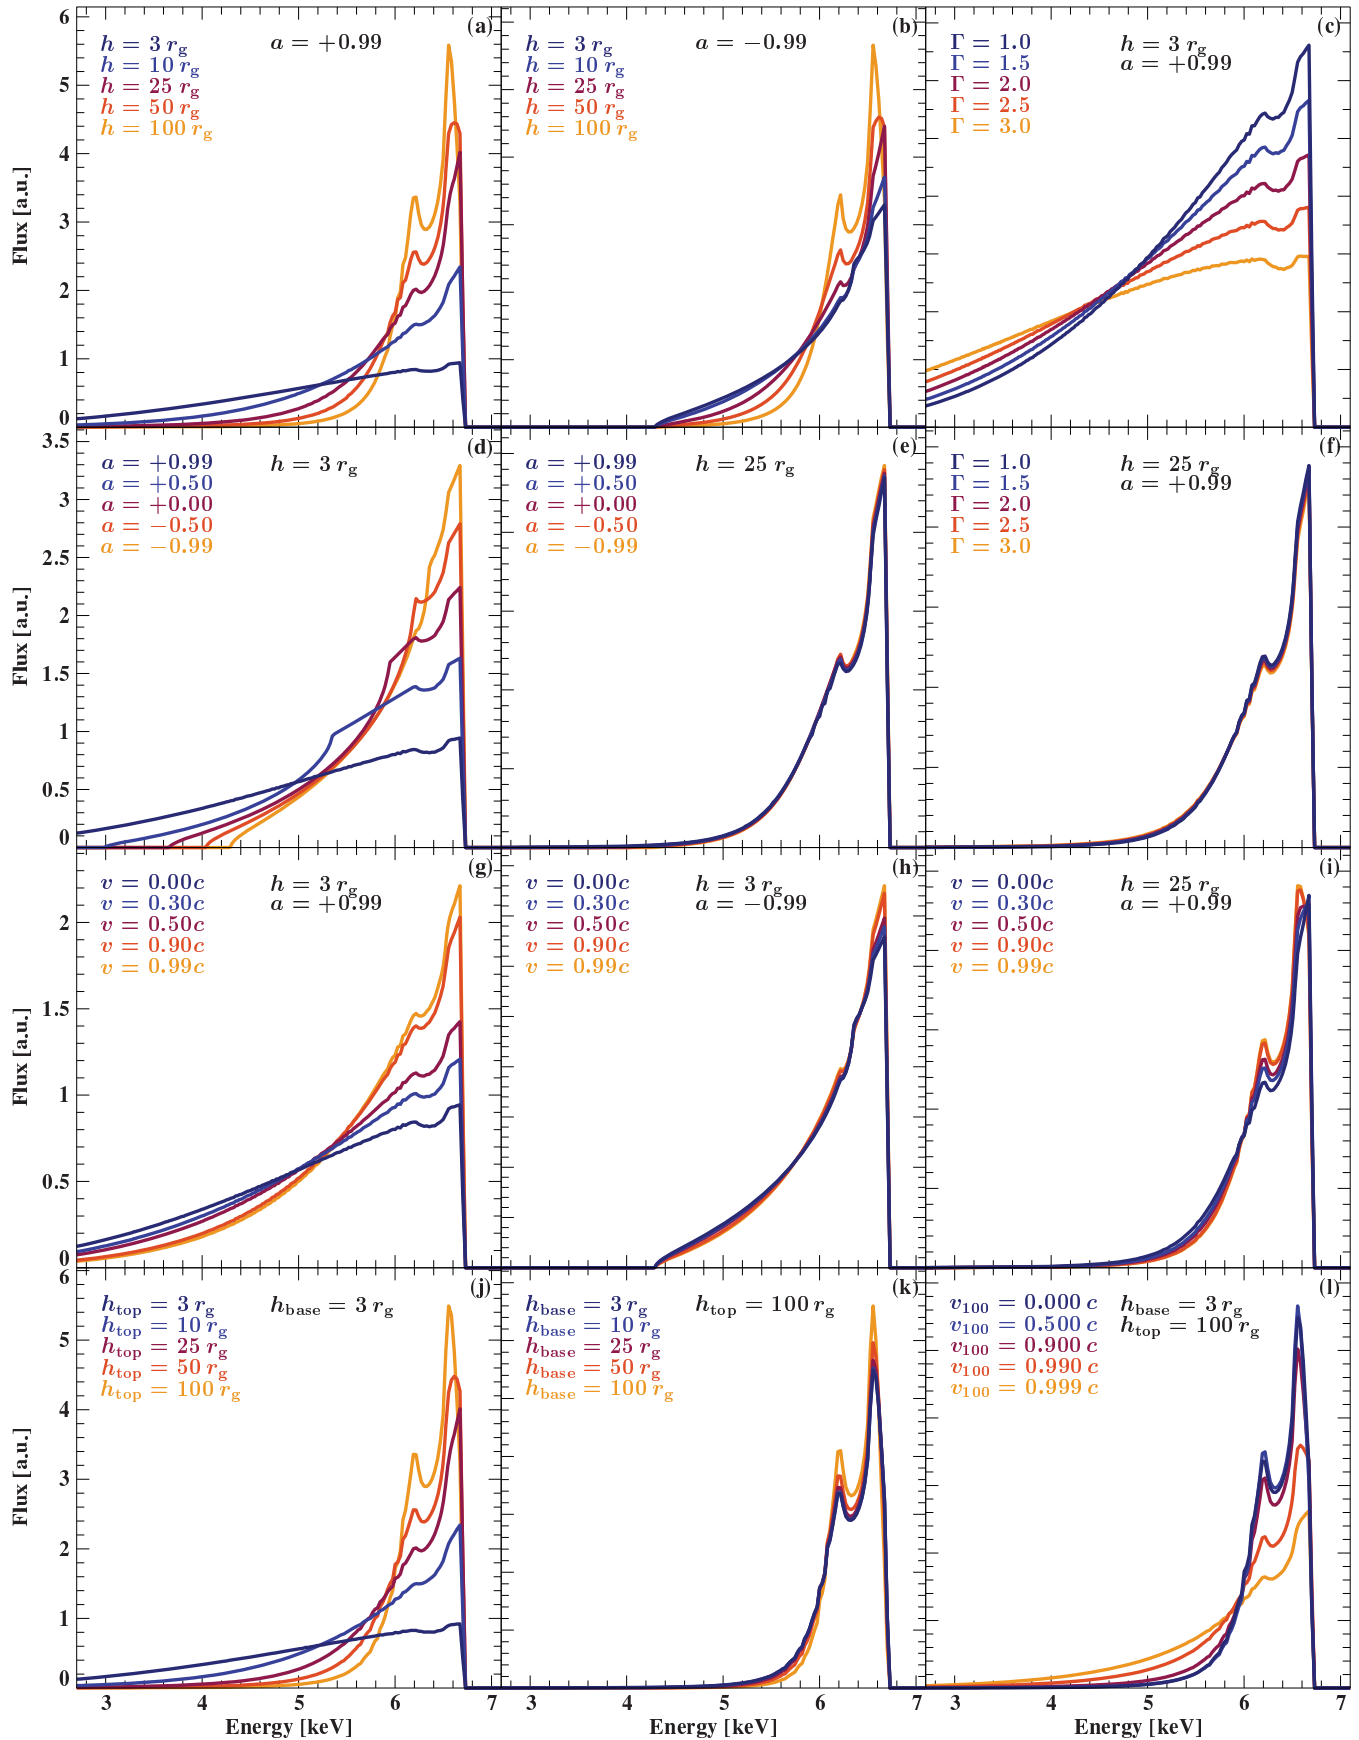 (a)
h = 3 r_g
h = 10 r_g
h = 25 r_g
h = 50 r_g
h = 100 r_g
a = +0.99
(b)
h = 3 r_g
h = 10 r_g
h = 25 r_g
h = 50 r_g
h = 100 r_g
a = −0.99
(c)
Γ = 1.0
Γ = 1.5
Γ = 2.0
Γ = 2.5
Γ = 3.0
h = 3 r_g
a = +0.99
6
5
4
3
2
1
0
Flux [a.u.]
(d)
a = +0.99
a = +0.50
a = +0.00
a = −0.50
a = −0.99
h = 3 r_g
(e)
a = +0.99
a = +0.50
a = +0.00
a = −0.50
a = −0.99
h = 25 r_g
(f)
Γ = 1.0
Γ = 1.5
Γ = 2.0
Γ = 2.5
Γ = 3.0
h = 25 r_g
a = +0.99
3.5
3
2.5
2
1.5
1
0.5
0
Flux [a.u.]
(g)
v = 0.00c
v = 0.30c
v = 0.50c
v = 0.90c
v = 0.99c
h = 3 r_g
a = +0.99
(h)
v = 0.00c
v = 0.30c
v = 0.50c
v = 0.90c
v = 0.99c
h = 3 r_g
a = −0.99
(i)
v = 0.00c
v = 0.30c
v = 0.50c
v = 0.90c
v = 0.99c
h = 25 r_g
a = +0.99
2
1.5
1
0.5
0
Flux [a.u.]
(j)
h_top = 3 r_g
h_top = 10 r_g
h_top = 25 r_g
h_top = 50 r_g
h_top = 100 r_g
h_base = 3 r_g
(k)
h_base = 3 r_g
h_base = 10 r_g
h_base = 25 r_g
h_base = 50 r_g
h_base = 100 r_g
h_top = 100 r_g
(l)
v_100 = 0.000 c
v_100 = 0.500 c
v_100 = 0.900 c
v_100 = 0.990 c
v_100 = 0.999 c
h_base = 3 r_g
h_top = 100 r_g
6
5
4
3
2
1
0
Flux [a.u.]
3 4 5 6 7
3 4 5 6
3 4 5 6 7
Energy [keV]
Energy [keV]
Energy [keV]